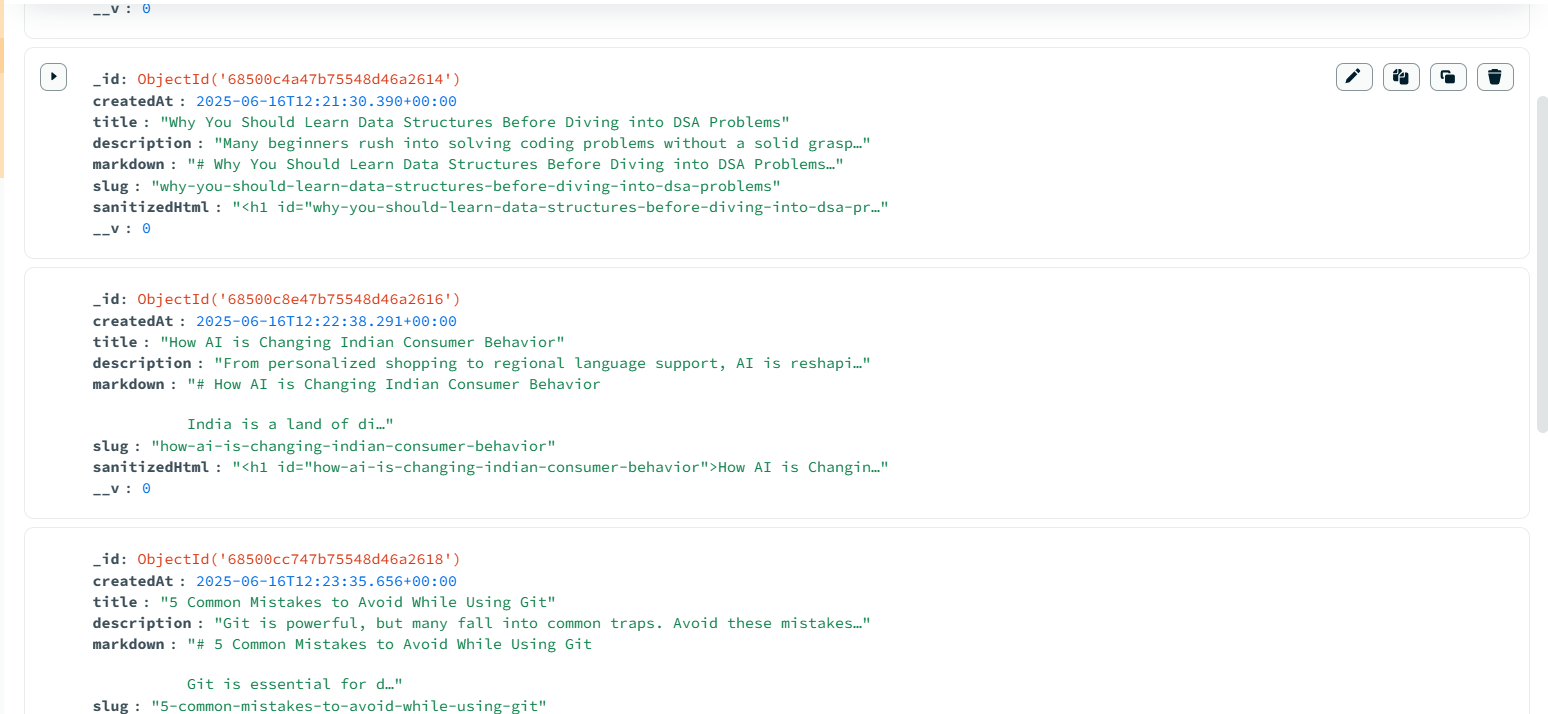 __v : 0
_id: ObjectId('68500c4a47b75548d46a2614')
createdAt : 2025-06-16T12:21:30.390+00:00
title : "Why You Should Learn Data Structures Before Diving into DSA Problems"
description : "Many beginners rush into solving coding problems without a solid grasp…"
markdown : "# Why You Should Learn Data Structures Before Diving into DSA Problems…"
slug : "why-you-should-learn-data-structures-before-diving-into-dsa-problems"
sanitizedHtml : "<h1 id="why-you-should-learn-data-structures-before-diving-into-dsa-pr…"
__v : 0
_id: ObjectId('68500c8e47b75548d46a2616')
createdAt : 2025-06-16T12:22:38.291+00:00
title : "How AI is Changing Indian Consumer Behavior"
description : "From personalized shopping to regional language support, AI is reshapi…"
markdown : "# How AI is Changing Indian Consumer Behavior
India is a land of di…"
slug : "how-ai-is-changing-indian-consumer-behavior"
sanitizedHtml : "<h1 id="how-ai-is-changing-indian-consumer-behavior">How AI is Changin…"
__v : 0
_id: ObjectId('68500cc747b75548d46a2618')
createdAt : 2025-06-16T12:23:35.656+00:00
title : "5 Common Mistakes to Avoid While Using Git"
description : "Git is powerful, but many fall into common traps. Avoid these mistakes…"
markdown : "# 5 Common Mistakes to Avoid While Using Git
Git is essential for d…"
slug : "5-common-mistakes-to-avoid-while-using-git"